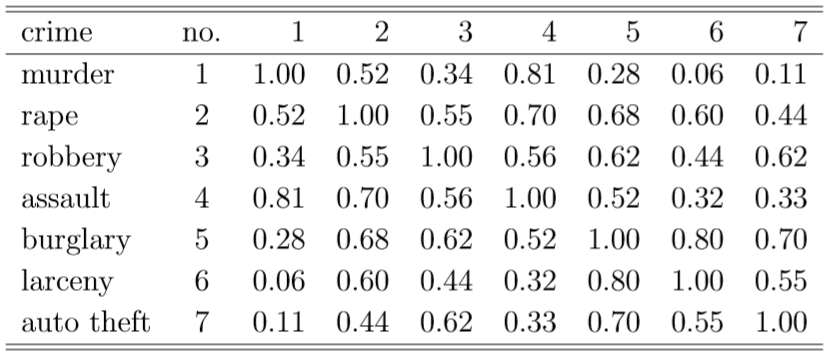 crime no. 1 2 3 4 5 6 7
murder 1 1.00 0.52 0.34 0.81 0.28 0.06 0.11
rape 2 0.52 1.00 0.55 0.70 0.68 0.60 0.44
robbery 3 0.34 0.55 1.00 0.56 0.62 0.44 0.62
assault 4 0.81 0.70 0.56 1.00 0.52 0.32 0.33
burglary 5 0.28 0.68 0.62 0.52 1.00 0.80 0.70
larceny 6 0.06 0.60 0.44 0.32 0.80 1.00 0.55
auto theft 7 0.11 0.44 0.62 0.33 0.70 0.55 1.00